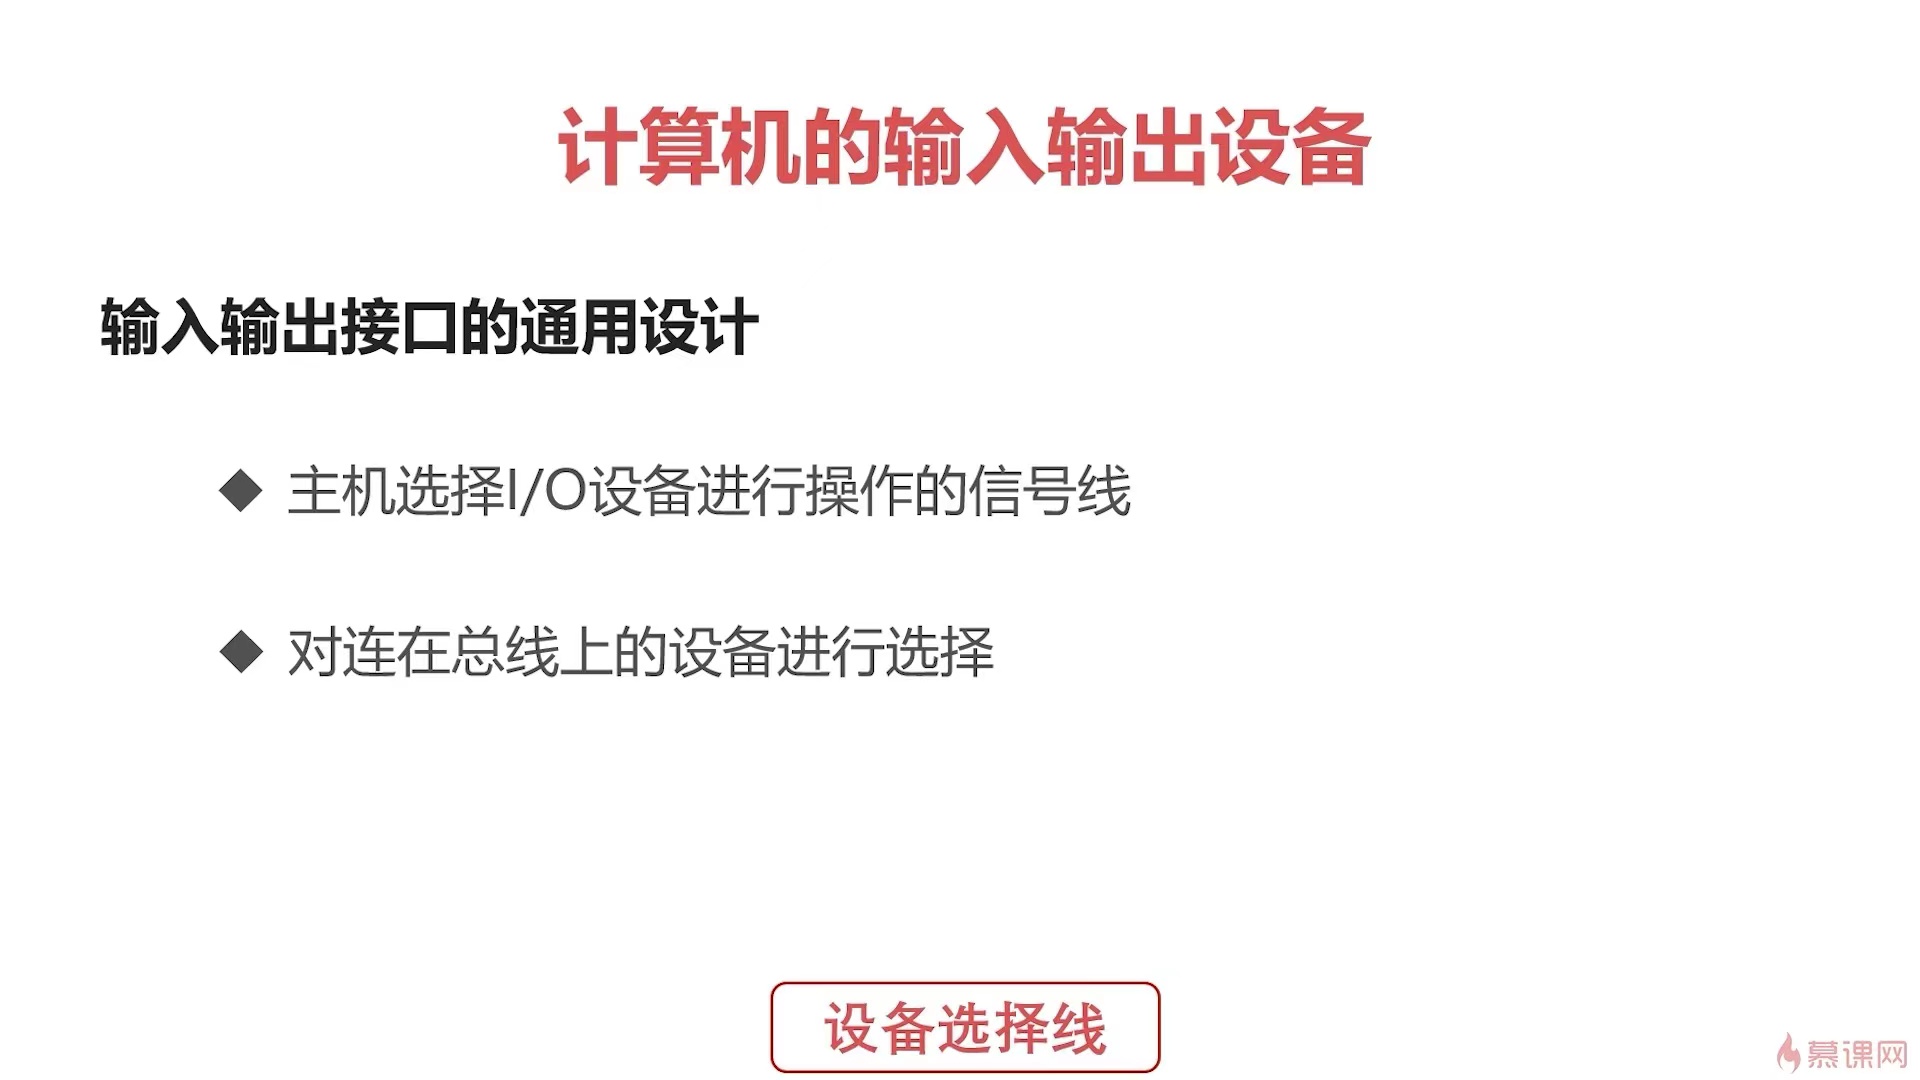 计算机的输入输出设备
输入输出接口的通用设计
◆ 主机选择I/O设备进行操作的信号线
◆ 对连在总线上的设备进行选择
设备选择线
慕课网